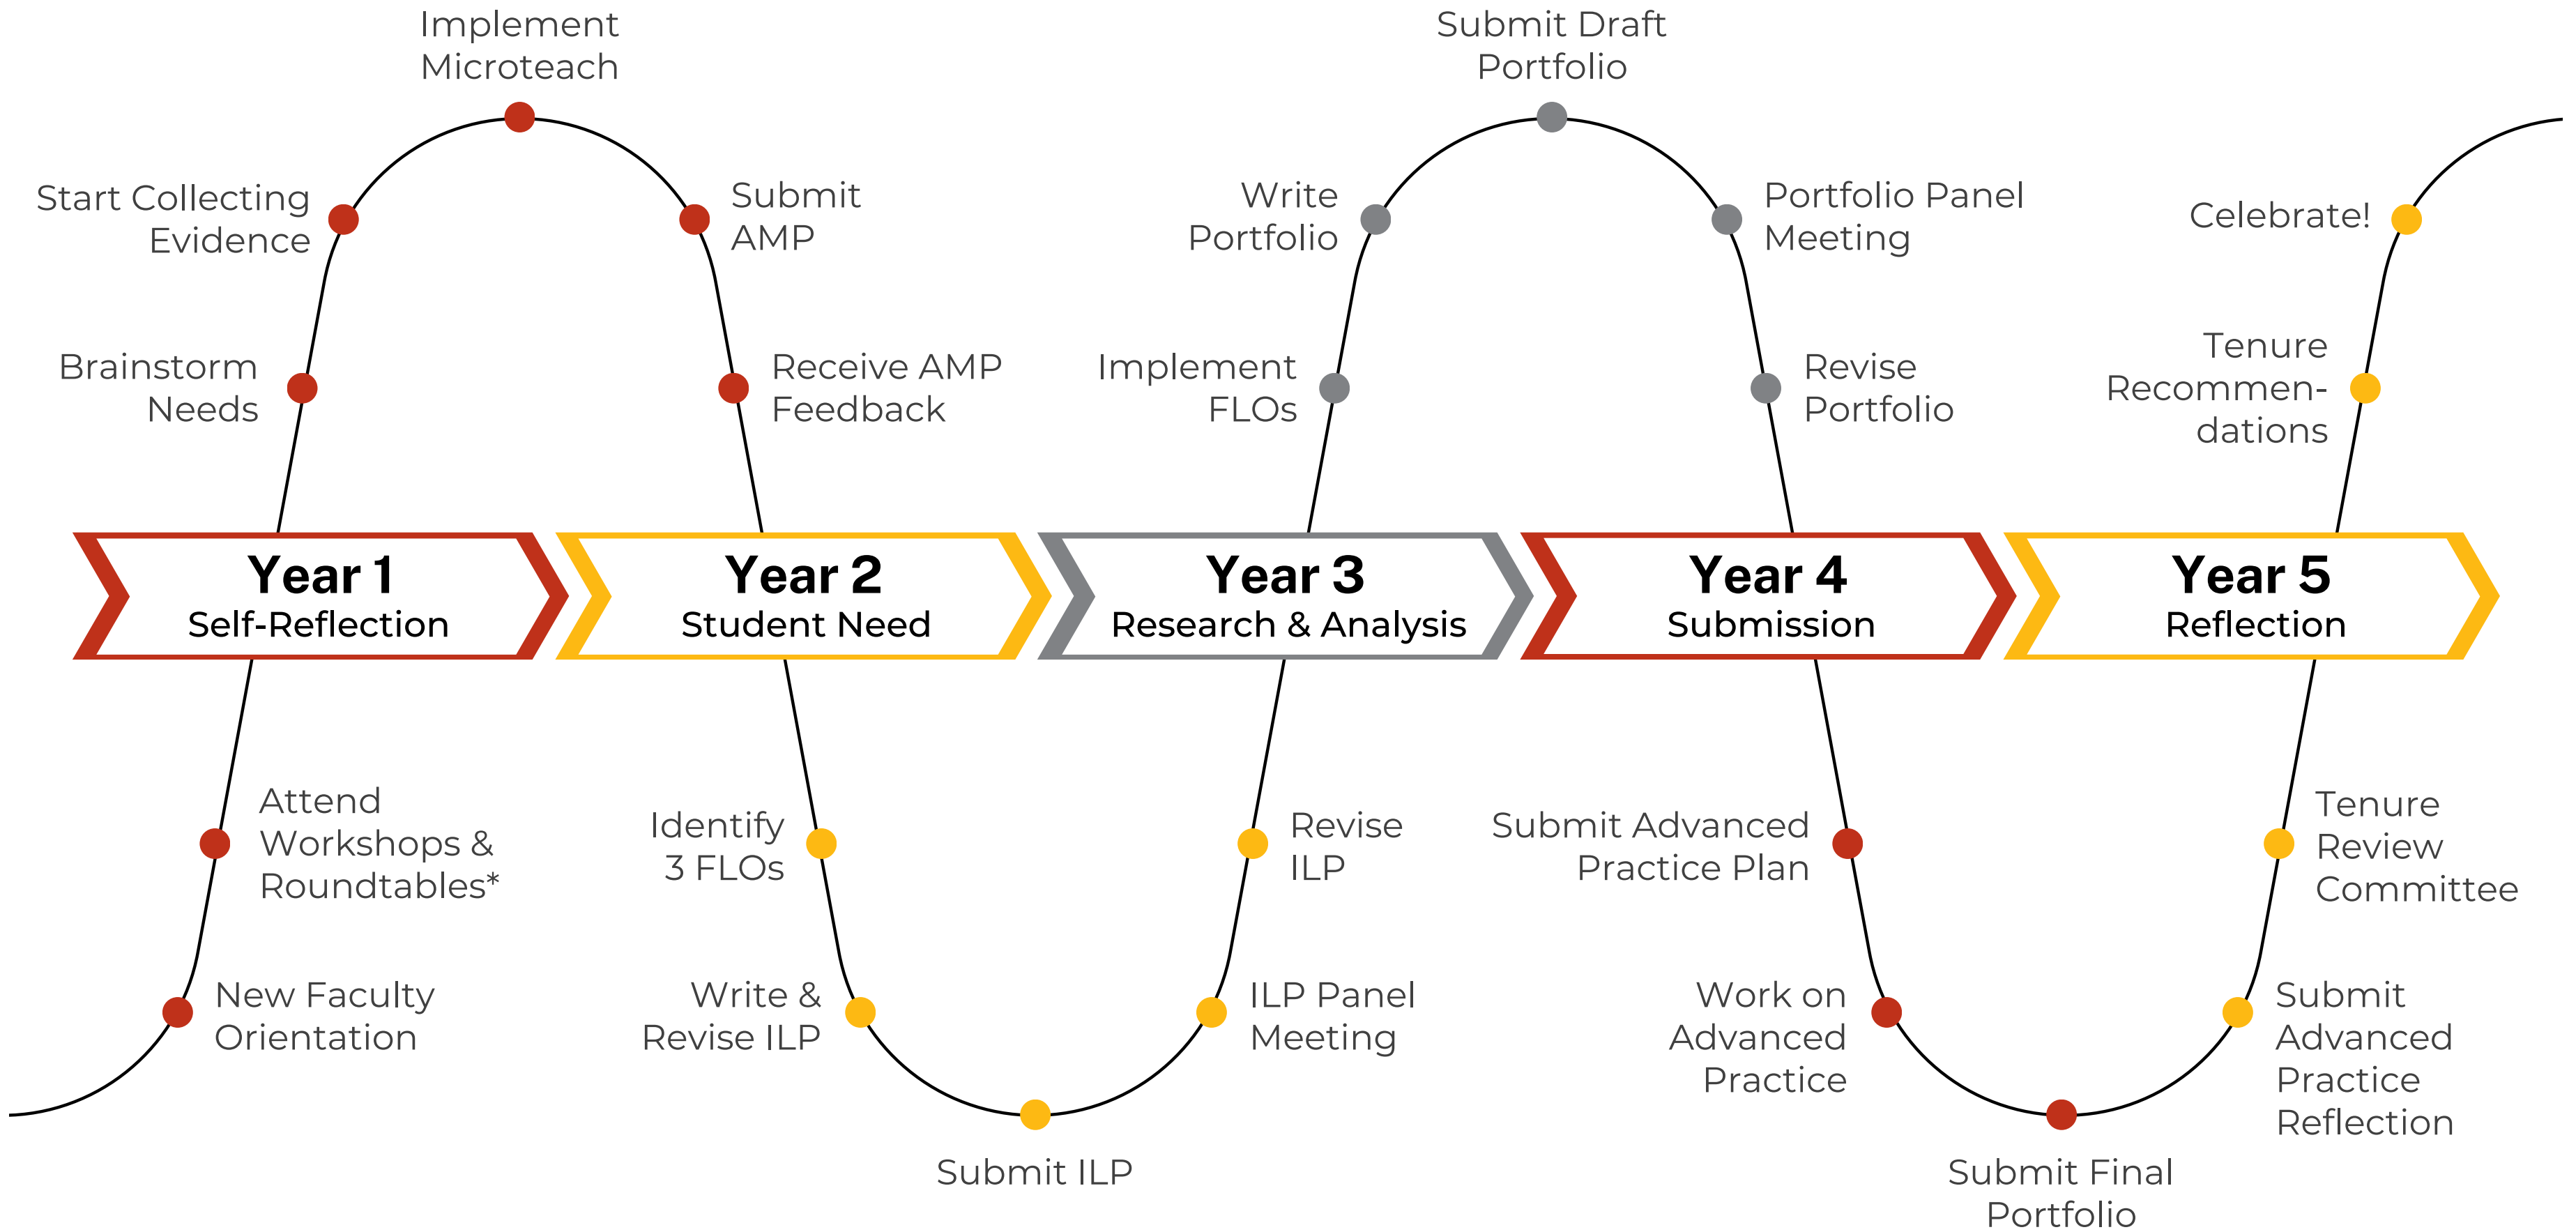 New Faculty
Orientation
Attend
Workshops &
Roundtables*
Year 1
Self-Reflection
Brainstorm
Needs
Start Collecting
Evidence
Implement
Microteach
Submit
AMP
Receive AMP
Feedback
Year 2
Student Need
Identify
3 FLOs
Write &
Revise ILP
Submit ILP
ILP Panel
Meeting
Revise
ILP
Year 3
Research & Analysis
Implement
FLOs
Write
Portfolio
Submit Draft
Portfolio
Portfolio Panel
Meeting
Revise
Portfolio
Year 4
Submission
Submit Advanced
Practice Plan
Work on
Advanced
Practice
Submit Final
Portfolio
Submit
Advanced
Practice
Reflection
Tenure
Review
Committee
Year 5
Reflection
Tenure
Recommen-
dations
Celebrate!